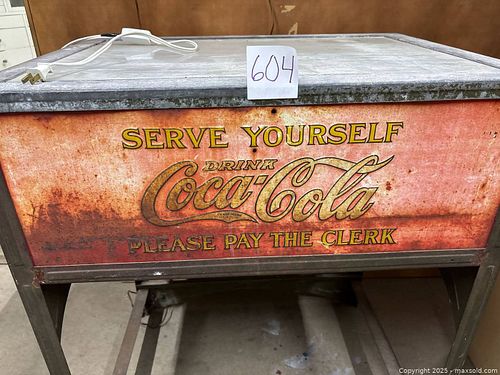 604
SERVE YOURSELF
DRINK
Coca-Cola
PLEASE PAY THE CLERK
Copyright 2025 - maxsold.com